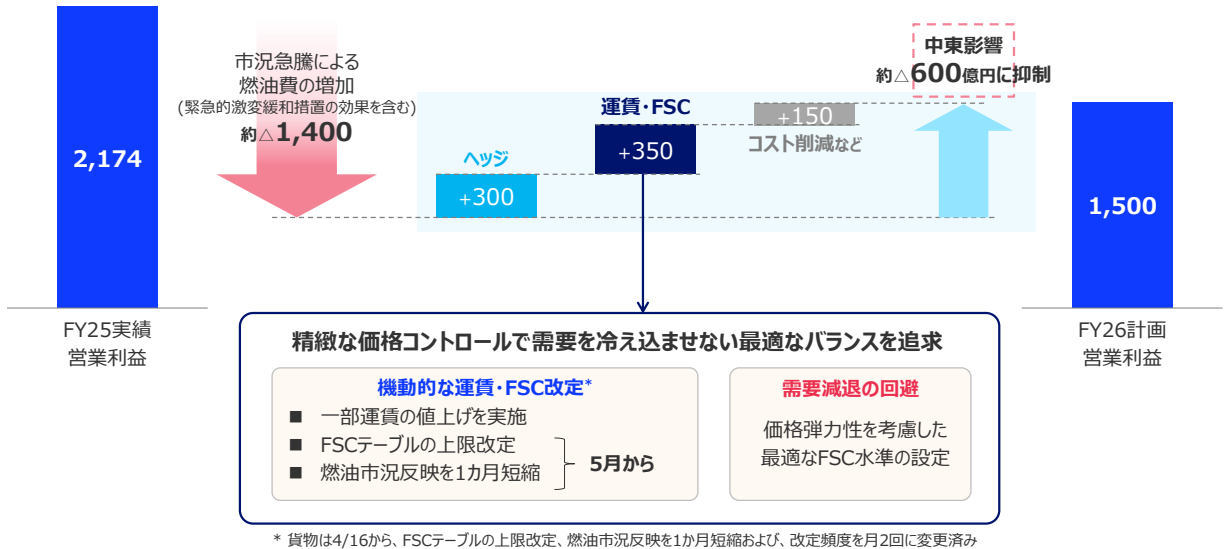 2,174
FY25実績
営業利益
市況急騰による
燃油費の増加
(緊急的激変緩和措置の効果を含む)
約△1,400
ヘッジ
+300
運賃・FSC
+350
+150
コスト削減など
中東影響
約△600億円に抑制
1,500
FY26計画
営業利益
精緻な価格コントロールで需要を冷え込ませない最適なバランスを追求
機動的な運賃・FSC改定*
■ 一部運賃の値上げを実施
■ FSCテーブルの上限改定
■ 燃油市況反映を1カ月短縮
5月から
需要減退の回避
価格弾力性を考慮した
最適なFSC水準の設定
* 貨物は4/16から、FSCテーブルの上限改定、燃油市況反映を1か月短縮および、改定頻度を月2回に変更済み